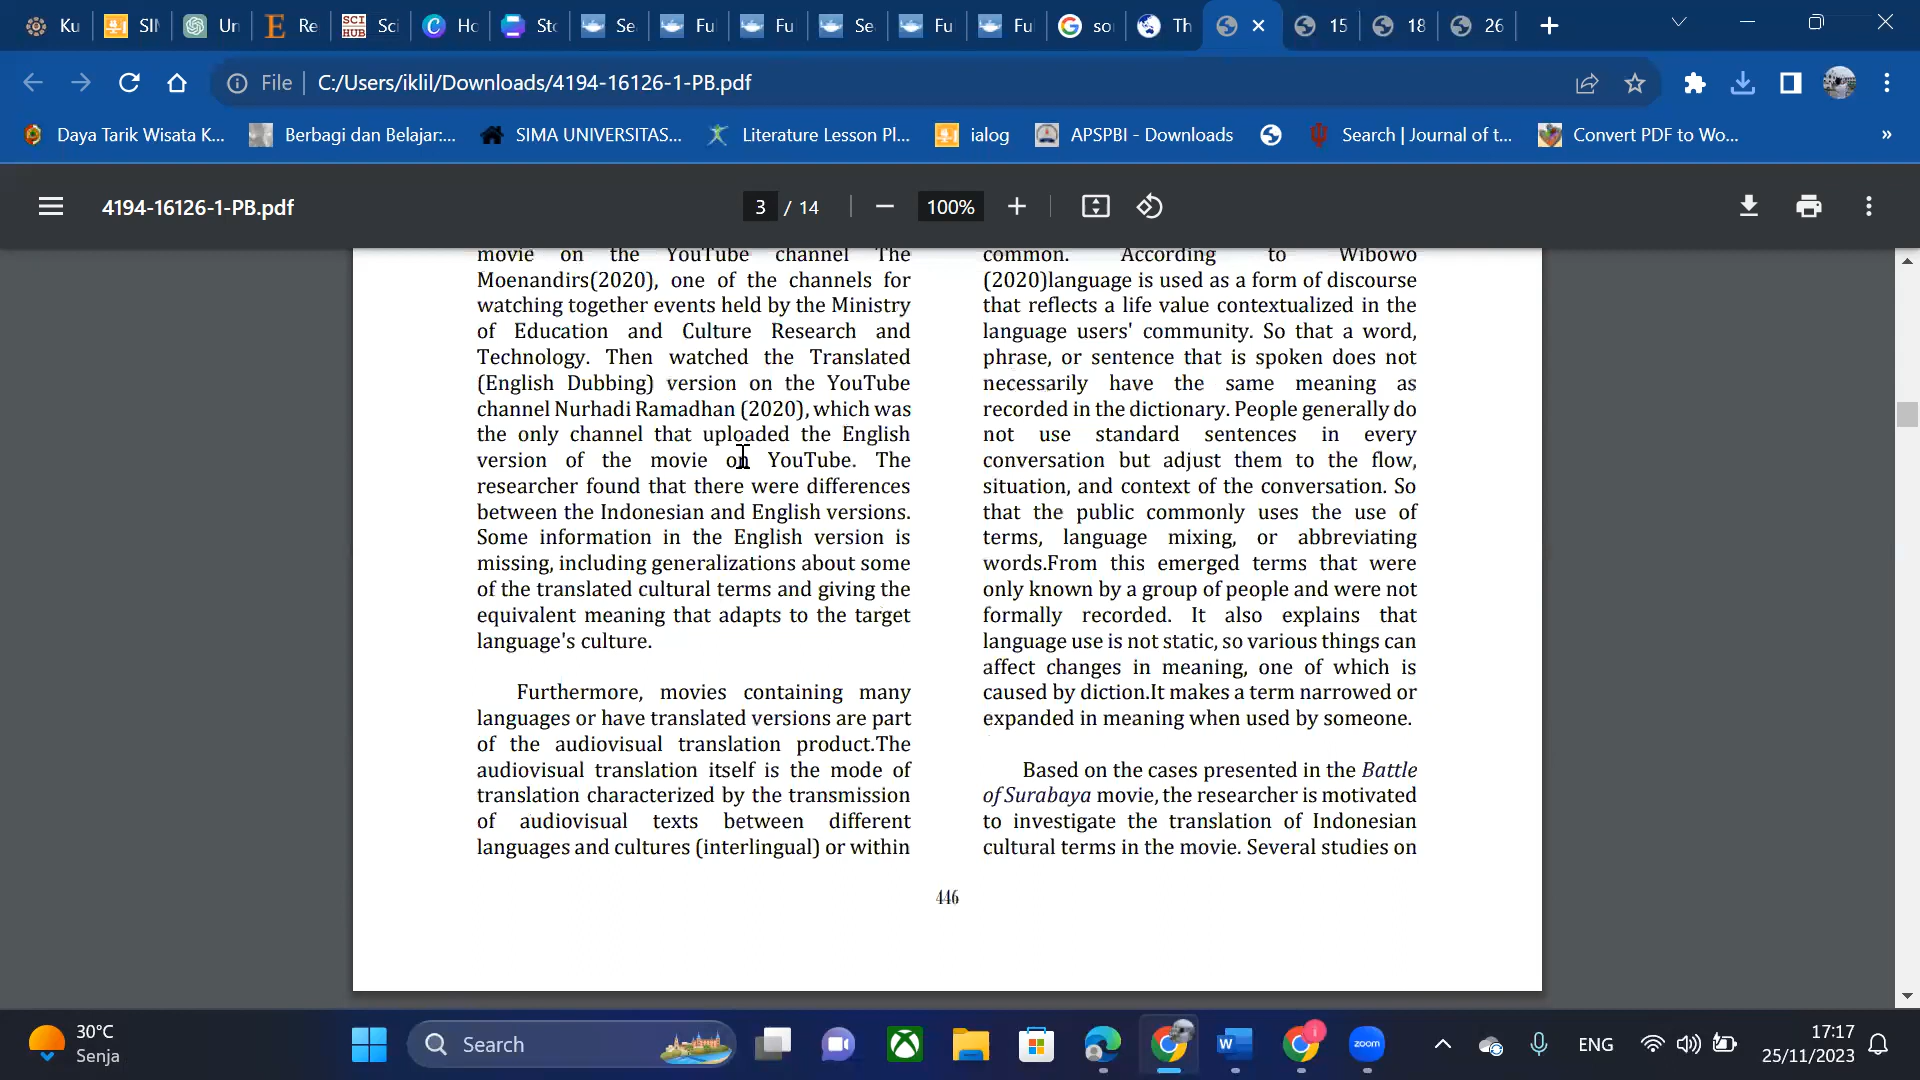 Ku
SIN
Un
Re
SCI
HUB
Sci
Ho
Sto
Se
Ful
Fu
Se
Ful
Ful
so
Th
15
18
26
File
C:/Users/iklil/Downloads/4194-16126-1-PB.pdf
Daya Tarik Wisata K...
Berbagi dan Belajar:...
SIMA UNIVERSITAS...
Literature Lesson Pl...
ialog
APSPBI - Downloads
Search | Journal of t...
Convert PDF to Wo...
»
4194-16126-1-PB.pdf
3 / 14
100%
movie on the YouTube channel The
Moenandirs(2020), one of the channels for
watching together events held by the Ministry
of Education and Culture Research and
Technology. Then watched the Translated
(English Dubbing) version on the YouTube
channel Nurhadi Ramadhan (2020), which was
the only channel that uploaded the English
version of the movie on YouTube. The
researcher found that there were differences
between the Indonesian and English versions.
Some information in the English version is
missing, including generalizations about some
of the translated cultural terms and giving the
equivalent meaning that adapts to the target
language's culture.
Furthermore, movies containing many
languages or have translated versions are part
of the audiovisual translation product.The
audiovisual translation itself is the mode of
translation characterized by the transmission
of audiovisual texts between different
languages and cultures (interlingual) or within
common. According to Wibowo
(2020)language is used as a form of discourse
that reflects a life value contextualized in the
language users' community. So that a word,
phrase, or sentence that is spoken does not
necessarily have the same meaning as
recorded in the dictionary. People generally do
not use standard sentences in every
conversation but adjust them to the flow,
situation, and context of the conversation. So
that the public commonly uses the use of
terms, language mixing, or abbreviating
words.From this emerged terms that were
only known by a group of people and were not
formally recorded. It also explains that
language use is not static, so various things can
affect changes in meaning, one of which is
caused by diction.It makes a term narrowed or
expanded in meaning when used by someone.
Based on the cases presented in the Battle
of Surabaya movie, the researcher is motivated
to investigate the translation of Indonesian
cultural terms in the movie. Several studies on
446
30°C
Senja
Search
zoom
ENG
17:17
25/11/2023